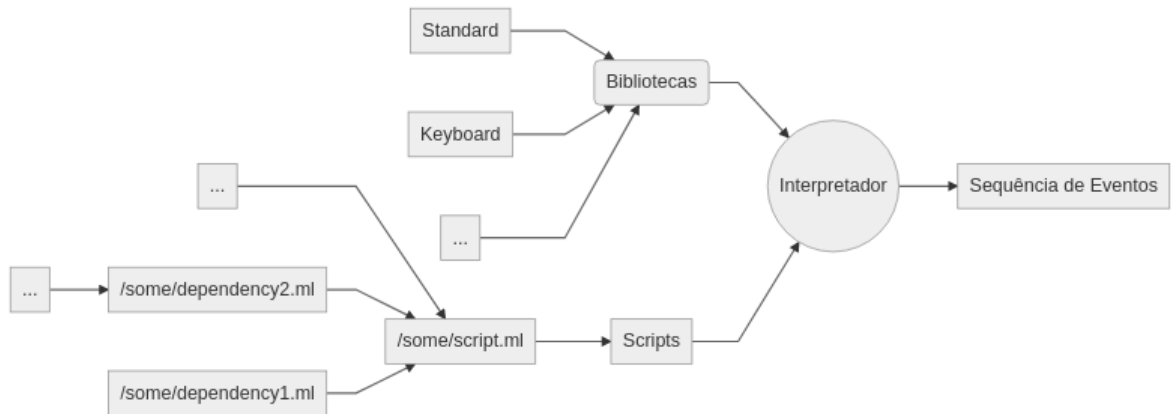 Standard
Bibliotecas
Keyboard
...
Interpretador
Sequência de Eventos
...
...
/some/dependency2.ml
/some/script.ml
Scripts
/some/dependency1.ml